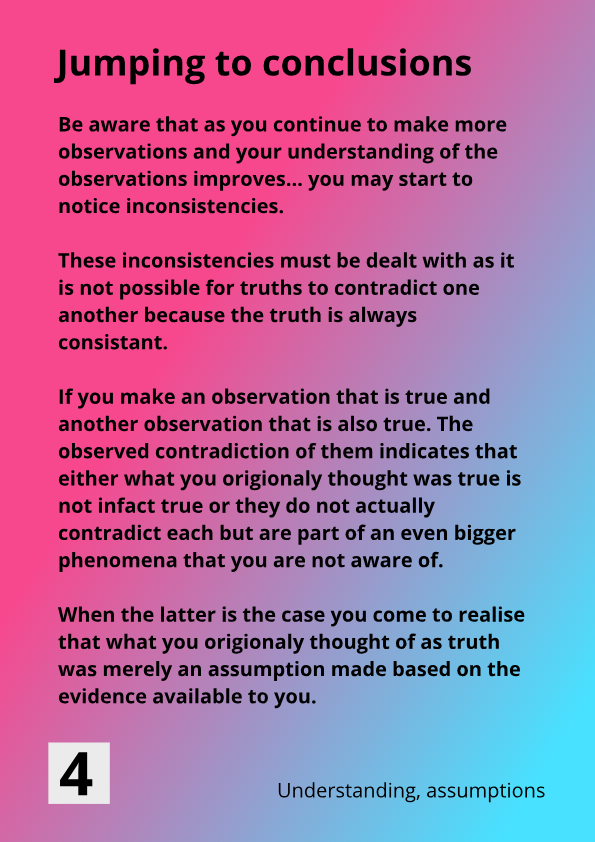 Jumping to conclusions
Be aware that as you continue to make more
observations and your understanding of the
observations improves... you may start to
notice inconsistencies.
These inconsistencies must be dealt with as it
is not possible for truths to contradict one
another because the truth is always
consistant.
If you make an observation that is true and
another observation that is also true. The
observed contradiction of them indicates that
either what you origionaly thought was true is
not infact true or they do not actually
contradict each but are part of an even bigger
phenomena that you are not aware of.
When the latter is the case you come to realise
that what you origionaly thought of as truth
was merely an assumption made based on the
evidence available to you.
4
Understanding, assumptions